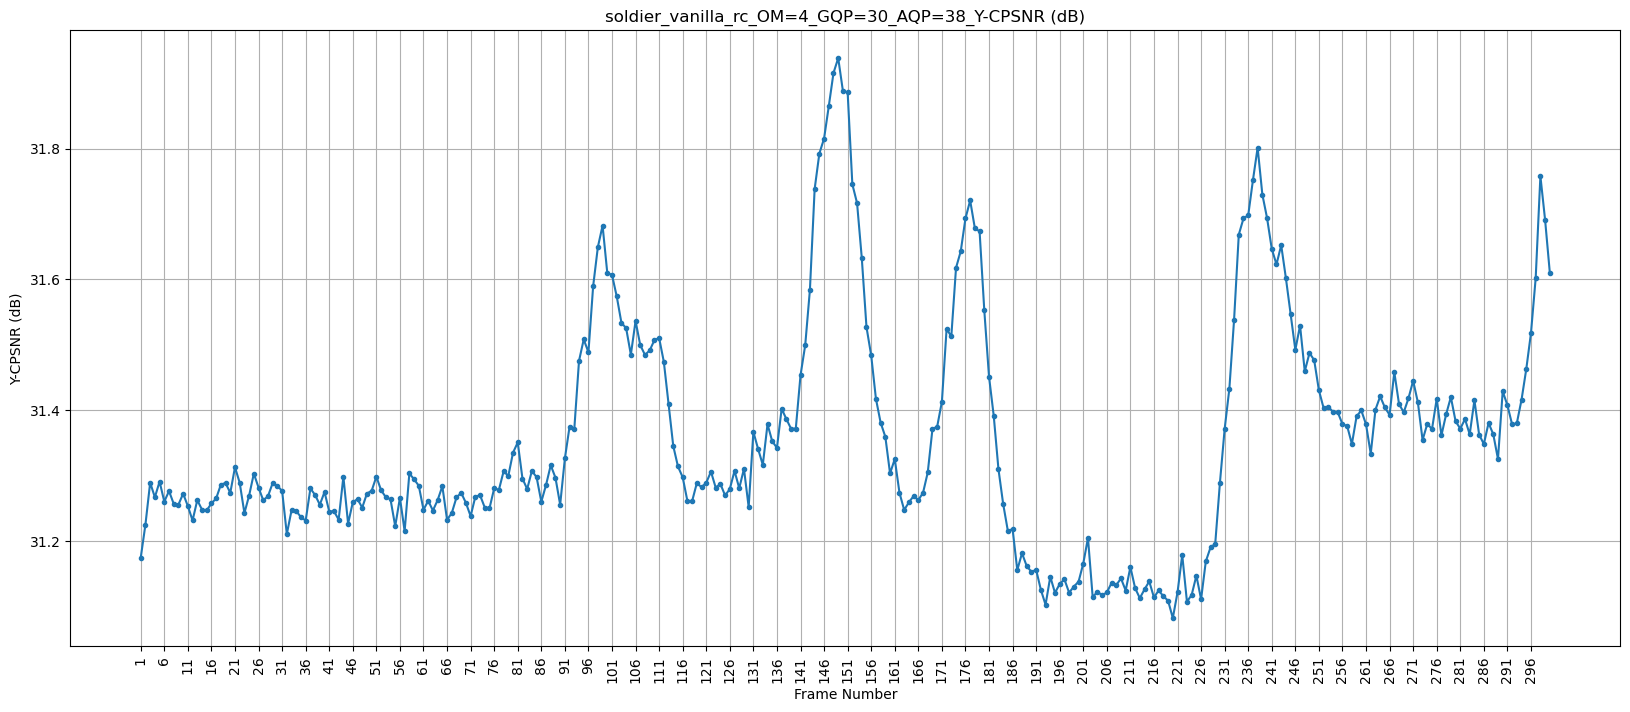 soldier_vanilla_rc_OM=4_GQP=30_AQP=38_Y-CPSNR (dB)
Y-CPSNR (dB)
31.8
31.6
31.4
31.2
1 6 11 16 21 26 31 36 41 46 51 56 61 66 71 76 81 86 91 96 101 106 111 116 121 126 131 136 141 146 151 156 161 166 171 176 181 186 191 196 201 206 211 216 221 226 231 236 241 246 251 256 261 266 271 276 281 286 291 296
Frame Number